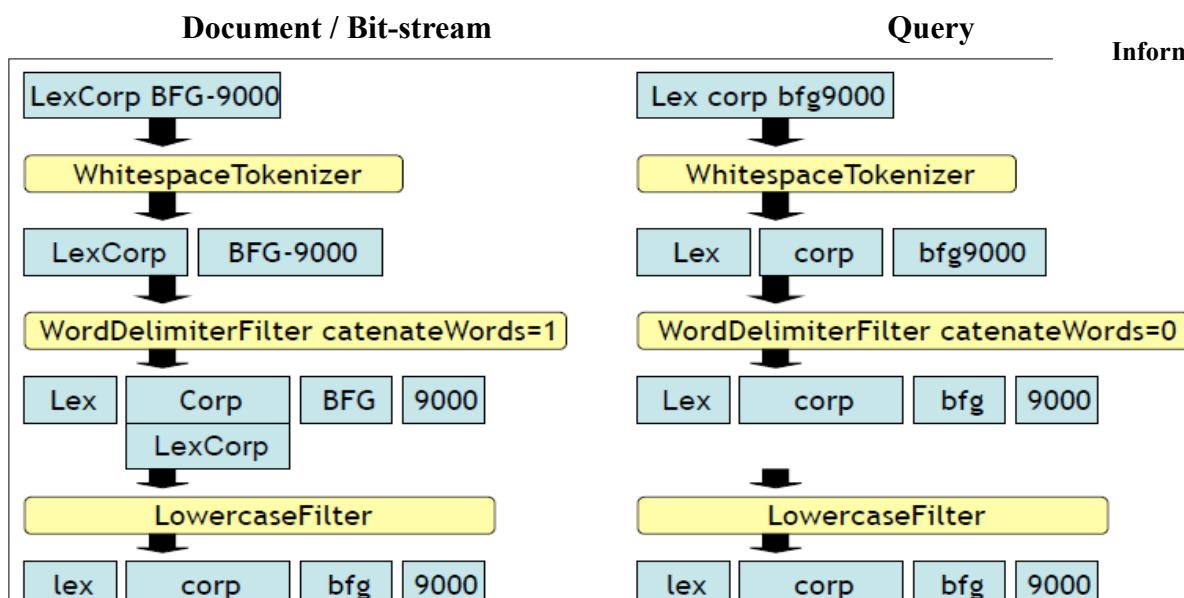 Document / Bit-stream Query
Inform
LexCorp BFG-9000 Lex corp bfg9000
WhitespaceTokenizer WhitespaceTokenizer
LexCorp BFG-9000 Lex corp bfg9000
WordDelimiterFilter catenateWords=1 WordDelimiterFilter catenateWords=0
Lex Corp BFG 9000 Lex corp bfg 9000
LexCorp
LowercaseFilter LowercaseFilter
lex corp bfg 9000 lex corp bfg 9000